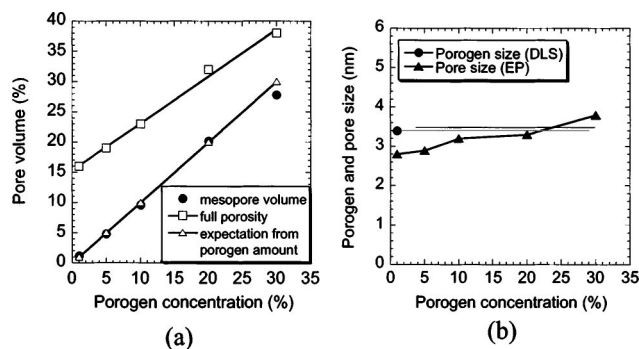 40
35
30
25
20
15
10
5
0
Pore volume (%)
mesopore volume
full porosity
expectation from
porogen amount
0 5 10 15 20 25 30 35
Porogen concentration (%)
(a)
6
5
4
3
2
1
0
Porogen and pore size (nm)
Porogen size (DLS)
Pore size (EP)
0 5 10 15 20 25 30 35
Porogen concentration (%)
(b)